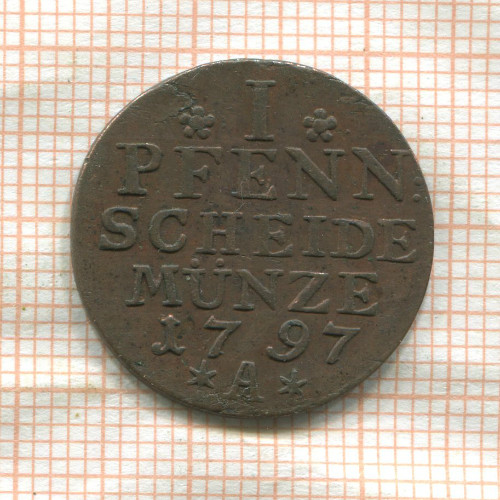 I
PFENN:
SCHEIDE
MÜNZE
1797
A